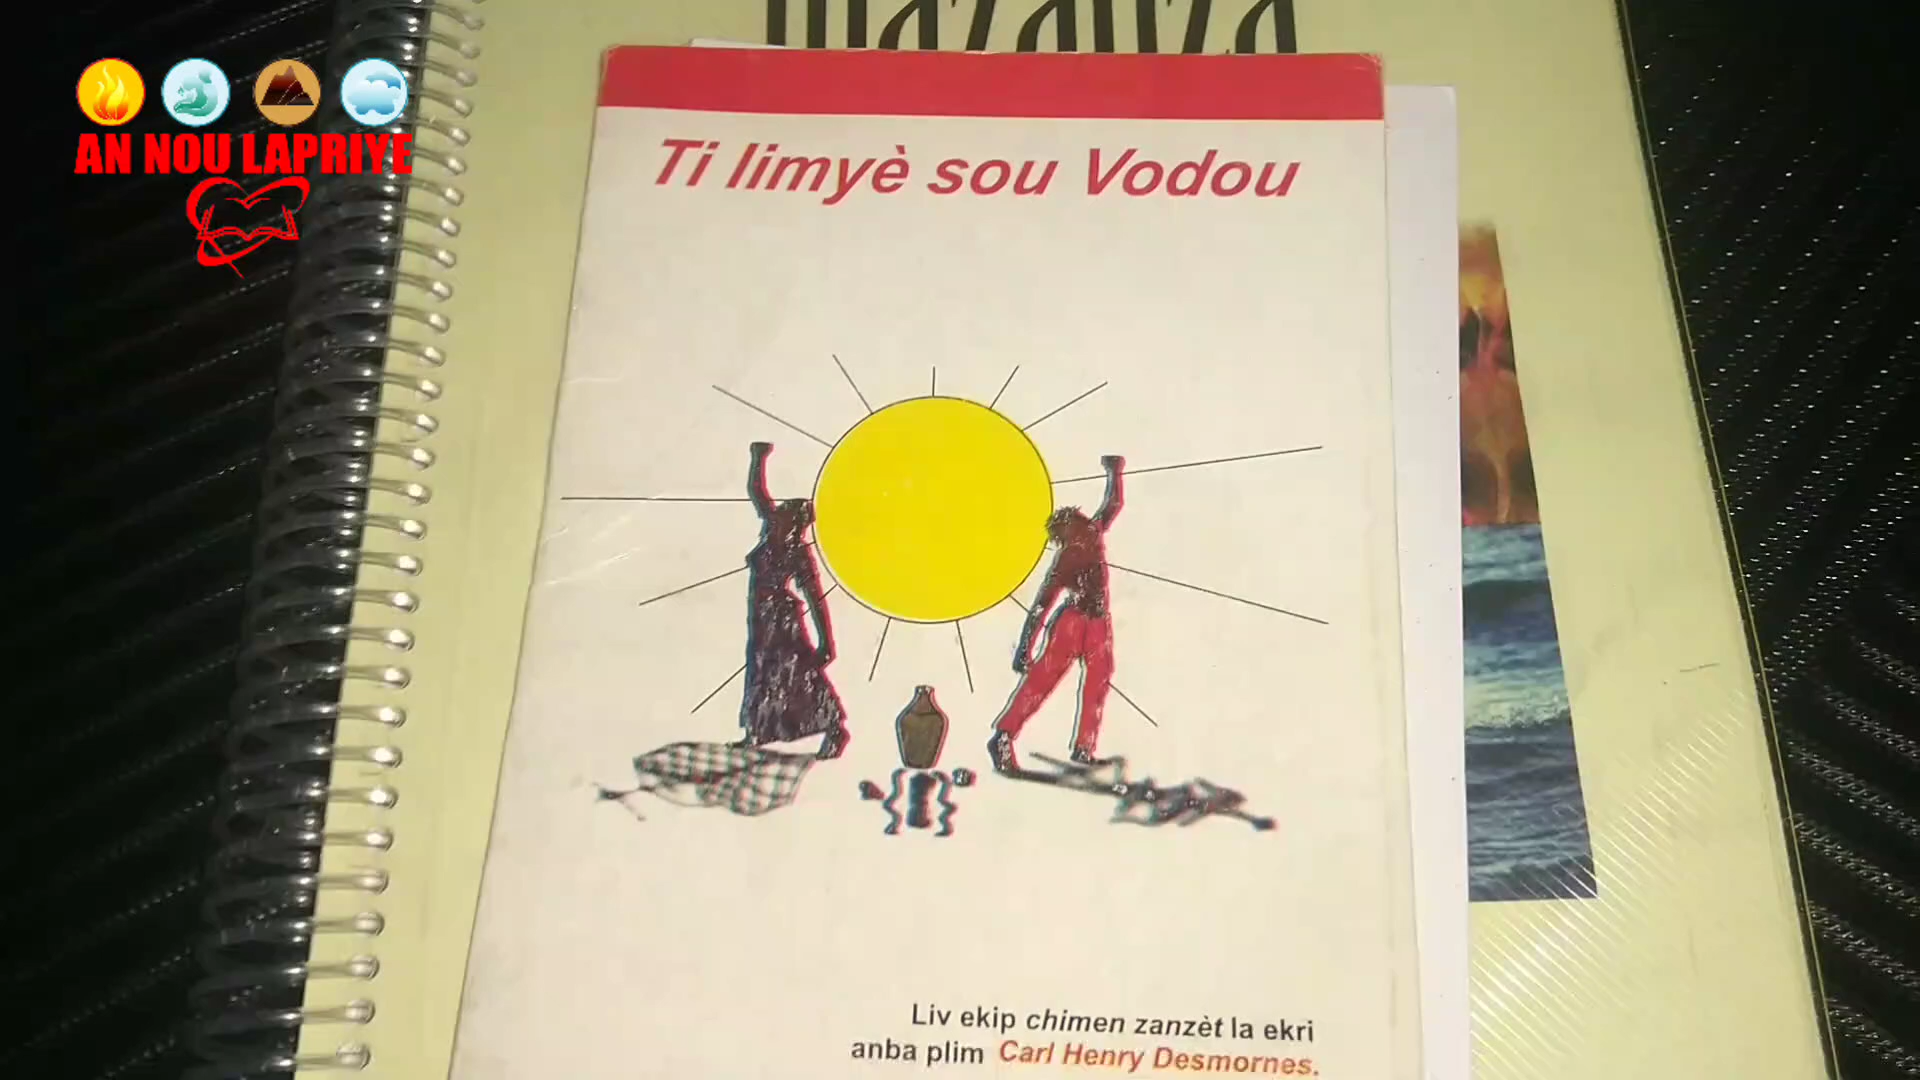 AN NOU LAPRIYE
Ti limyè sou Vodou
Liv ekip chimen zanzèt la ekri
anba plim Carl Henry Desmornes.